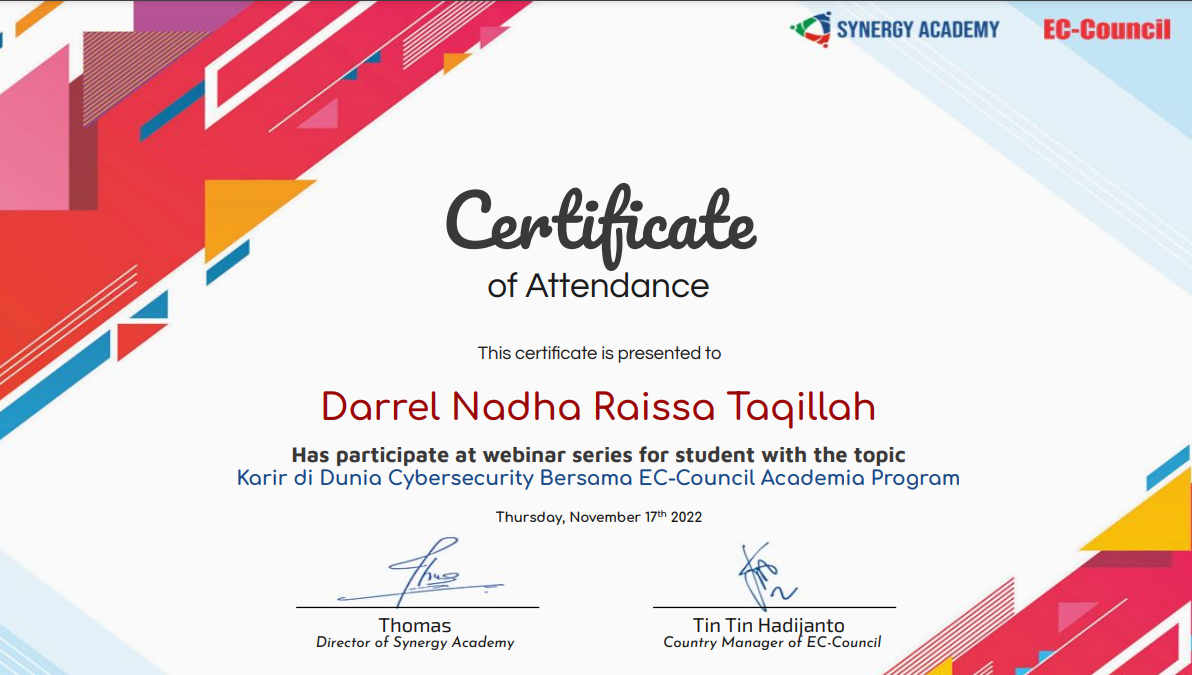 SYNERGY ACADEMY EC-Council
Certificate
of Attendance
This certificate is presented to
Darrel Nadha Raissa Taqillah
Has participate at webinar series for student with the topic
Karir di Dunia Cybersecurity Bersama EC-Council Academia Program
Thursday, November 17th 2022
Thomas
Director of Synergy Academy
Tin Tin Hadijanto
Country Manager of EC-Council